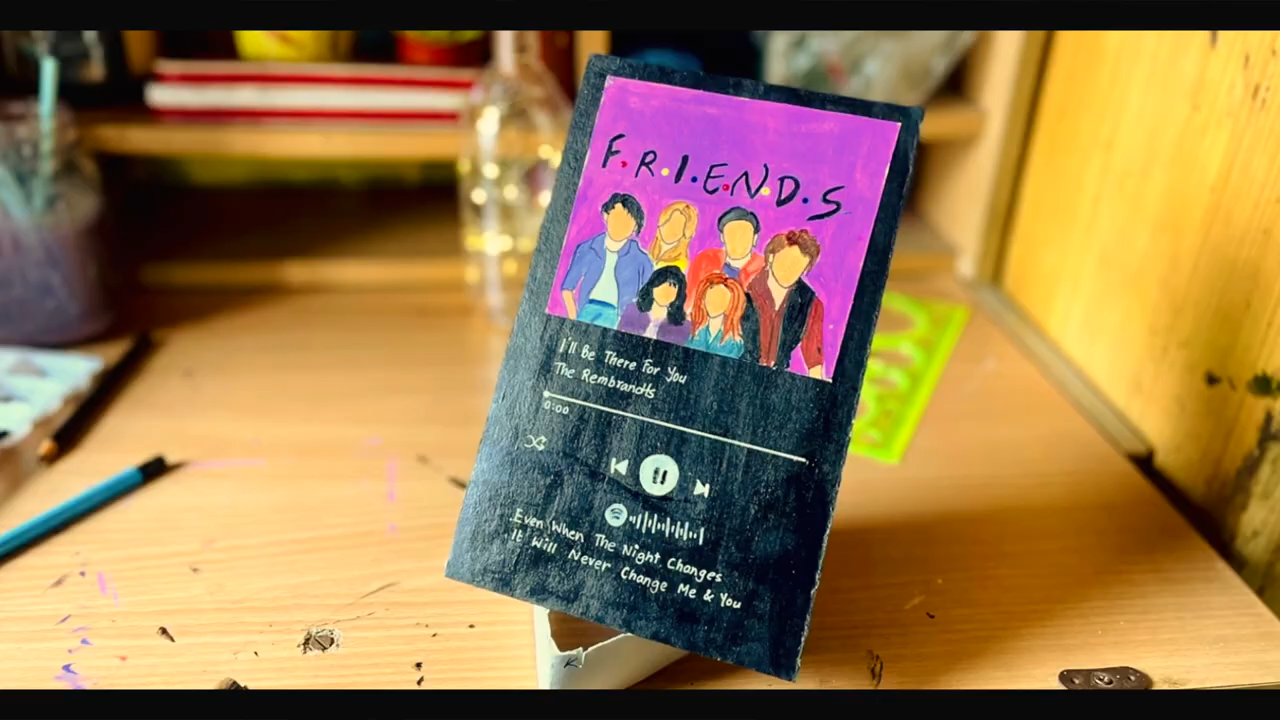 F.R.I.E.N.D.S
I'll Be There For You
The Rembrandts
0:00
Even When The Night Changes
It Will Never Change Me & You